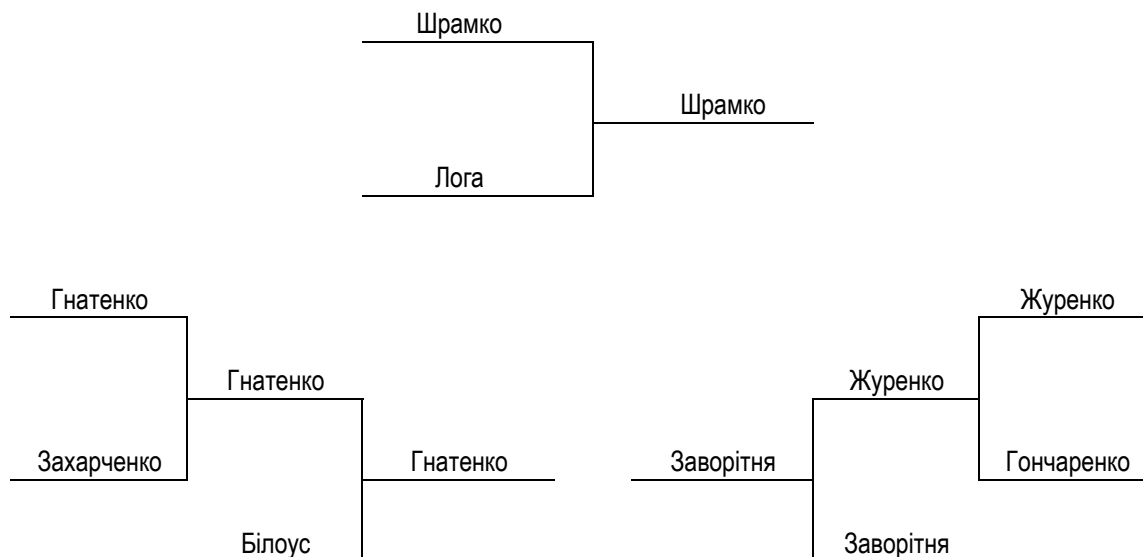 Шрамко
Шрамко
Лога
Гнатенко
Журенко
Гнатенко
Журенко
Захарченко
Гнатенко
Заворітня
Гончаренко
Білоус
Заворітня